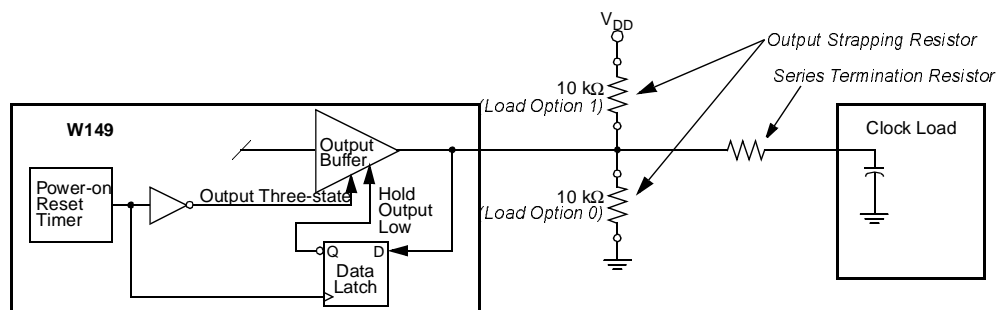 V_DD
Output Strapping Resistor
Series Termination Resistor
10 kΩ
(Load Option 1)
W149
Clock Load
Output
Buffer
Power-on
Reset
Timer
Output Three-state
Hold
Output
Low
10 kΩ
(Load Option 0)
Q
D
Data
Latch